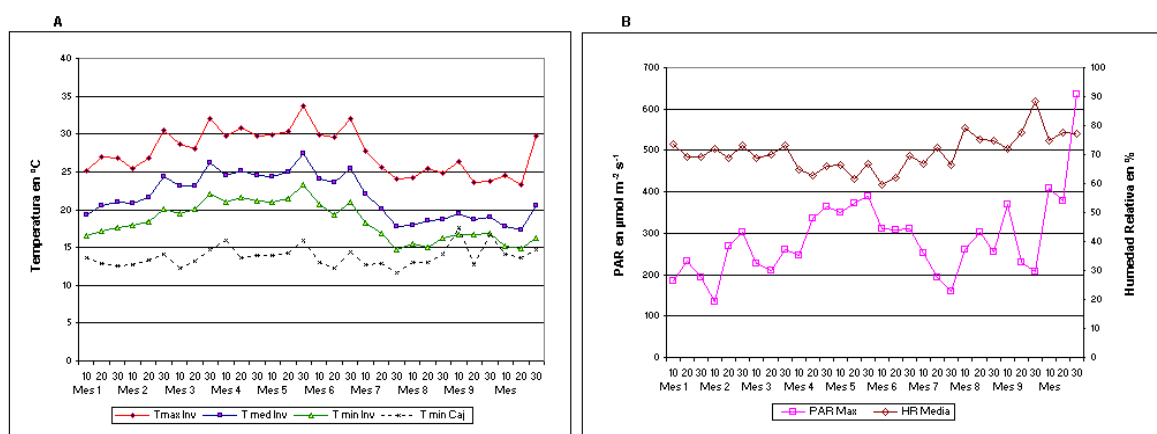 A
Temperatura en ºC
40
35
30
25
20
15
10
5
0
10 20 30 10 20 30 10 20 30 10 20 30 10 20 30 10 20 30 10 20 30 10 20 30 10 20 30 10 20 30
Mes 1 Mes 2 Mes 3 Mes 4 Mes 5 Mes 6 Mes 7 Mes 8 Mes 9 Mes
Tmax Inv T med Inv T min Inv T min Caj
B
PAR en µmol m⁻² s⁻¹
700
600
500
400
300
200
100
0
100
90
80
70
60
50
40
30
20
10
0
Humedad Relativa en %
10 20 30 10 20 30 10 20 30 10 20 30 10 20 30 10 20 30 10 20 30 10 20 30 10 20 30 10 20 30
Mes 1 Mes 2 Mes 3 Mes 4 Mes 5 Mes 6 Mes 7 Mes 8 Mes 9 Mes
PAR Max HR Media